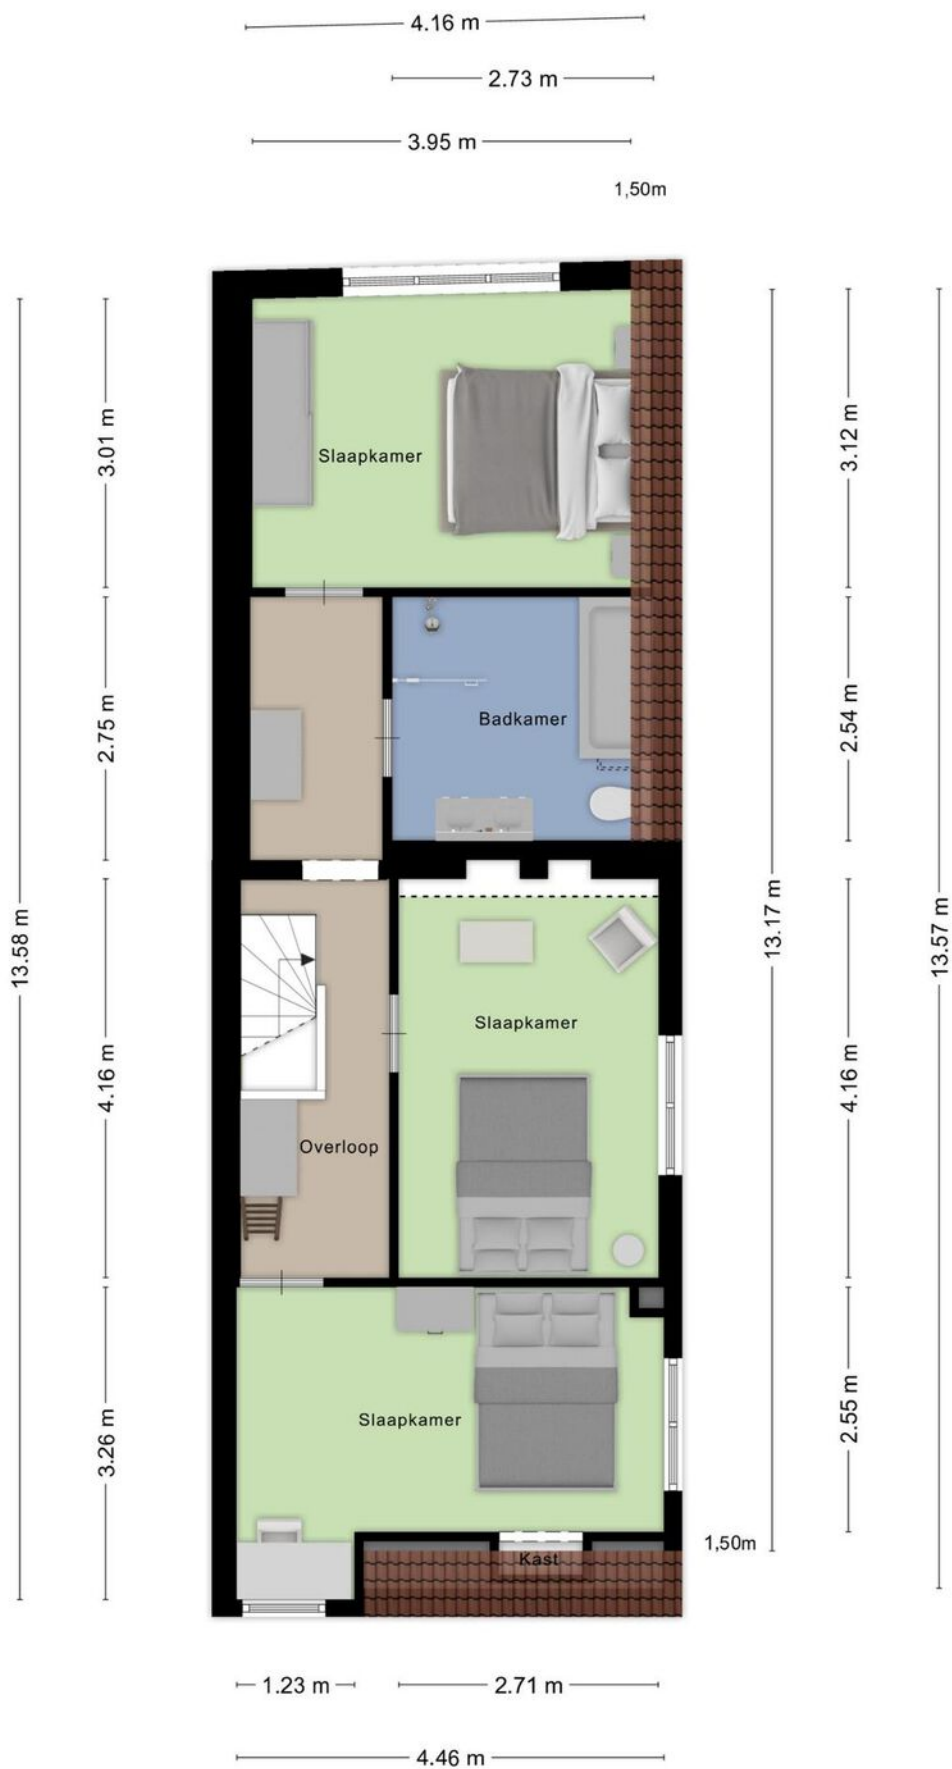 4.16 m
2.73 m
3.95 m
1,50m
3.01 m
3.12 m
Slaapkamer
2.75 m
2.54 m
Badkamer
13.58 m
13.17 m
13.57 m
Slaapkamer
4.16 m
4.16 m
Overloop
3.26 m
2.55 m
Slaapkamer
1,50m
Kast
1.23 m
2.71 m
4.46 m